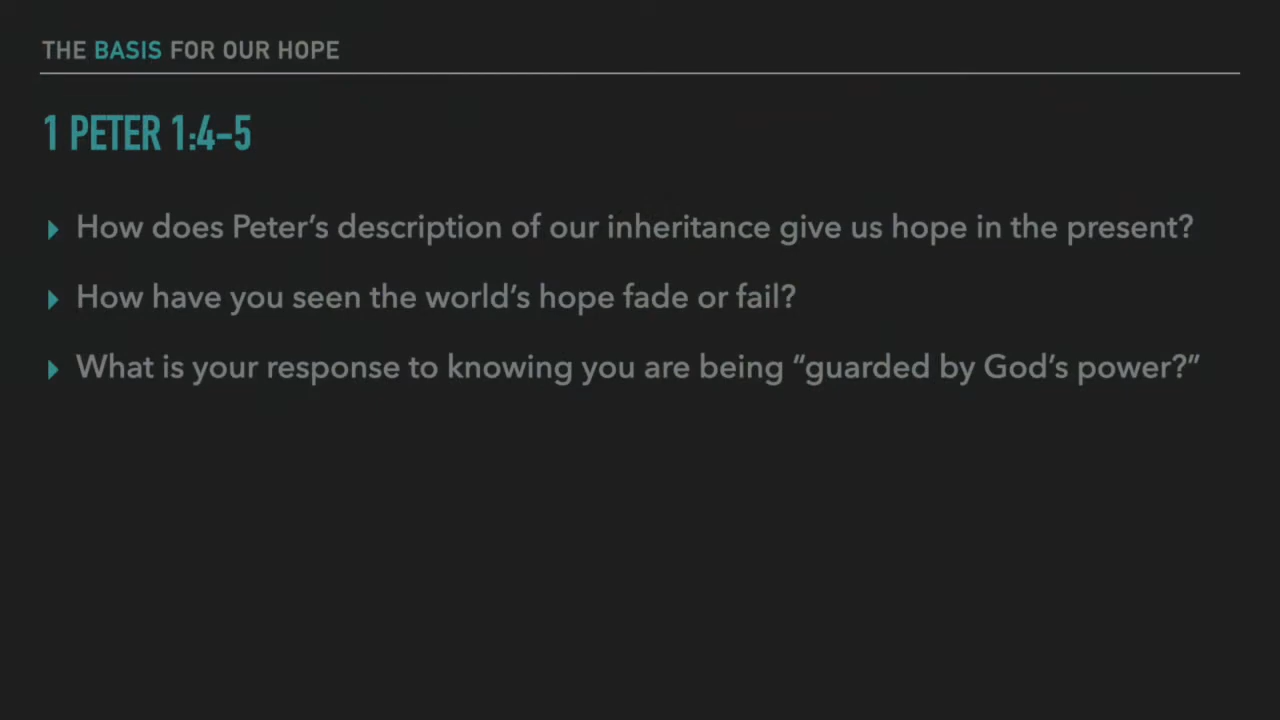 THE BASIS FOR OUR HOPE
1 PETER 1:4–5
How does Peter’s description of our inheritance give us hope in the present?
How have you seen the world’s hope fade or fail?
What is your response to knowing you are being “guarded by God’s power?”